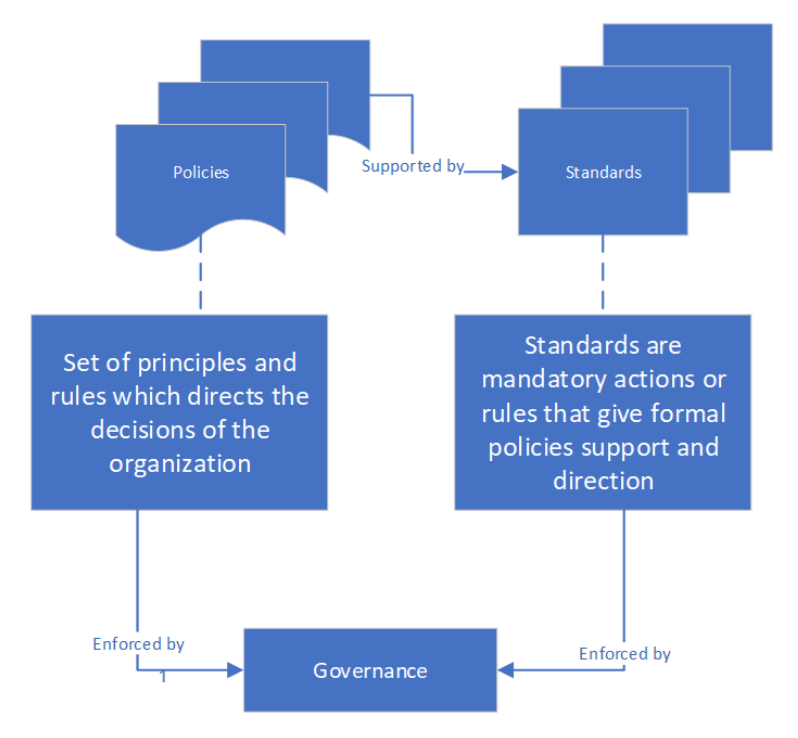 Policies
Supported by
Standards
Set of principles and
rules which directs the
decisions of the
organization
Standards are
mandatory actions or
rules that give formal
policies support and
direction
Enforced by
1
Enforced by
Governance